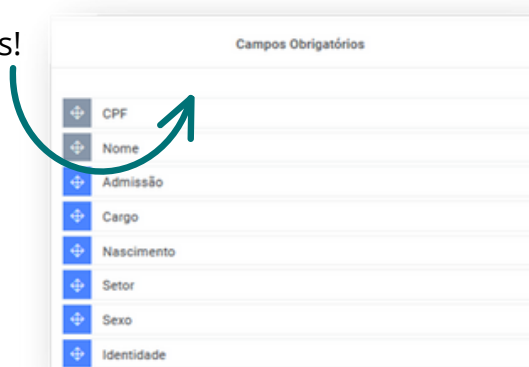 s!
Campos Obrigatórios
CPF
Nome
Admissão
Cargo
Nascimento
Setor
Sexo
Identidade